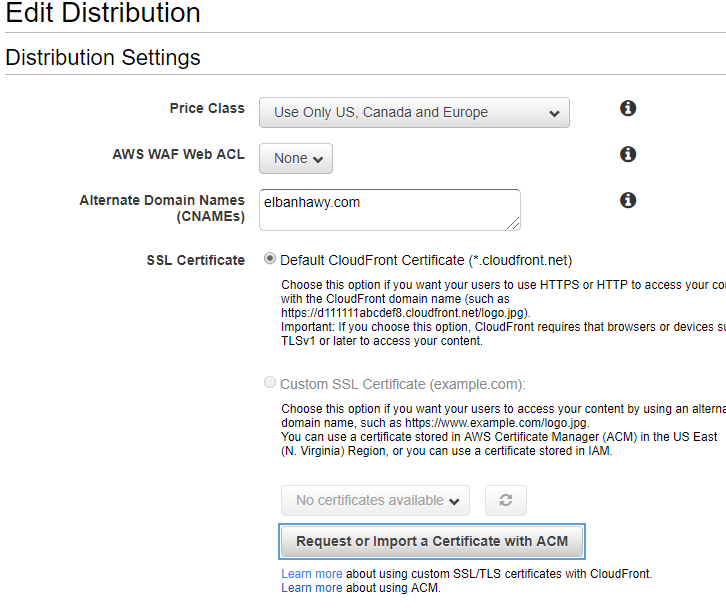 Edit Distribution
Distribution Settings
Price Class
Use Only US, Canada and Europe
AWS WAF Web ACL
None
Alternate Domain Names
(CNAMEs)
elbanhawy.com
SSL Certificate
Default CloudFront Certificate (*.cloudfront.net)
Choose this option if you want your users to use HTTPS or HTTP to access your
with the CloudFront domain name (such as
https://d111111abcdef8.cloudfront.net/logo.jpg).
Important: If you choose this option, CloudFront requires that browsers or devices
TLSv1 or later to access your content.
Custom SSL Certificate (example.com):
Choose this option if you want your users to access your content by using an
domain name, such as https://www.example.com/logo.jpg.
You can use a certificate stored in AWS Certificate Manager (ACM) in the US East
(N. Virginia) Region, or you can use a certificate stored in IAM.
No certificates available
Request or Import a Certificate with ACM
Learn more about using custom SSL/TLS certificates with CloudFront.
Learn more about using ACM.